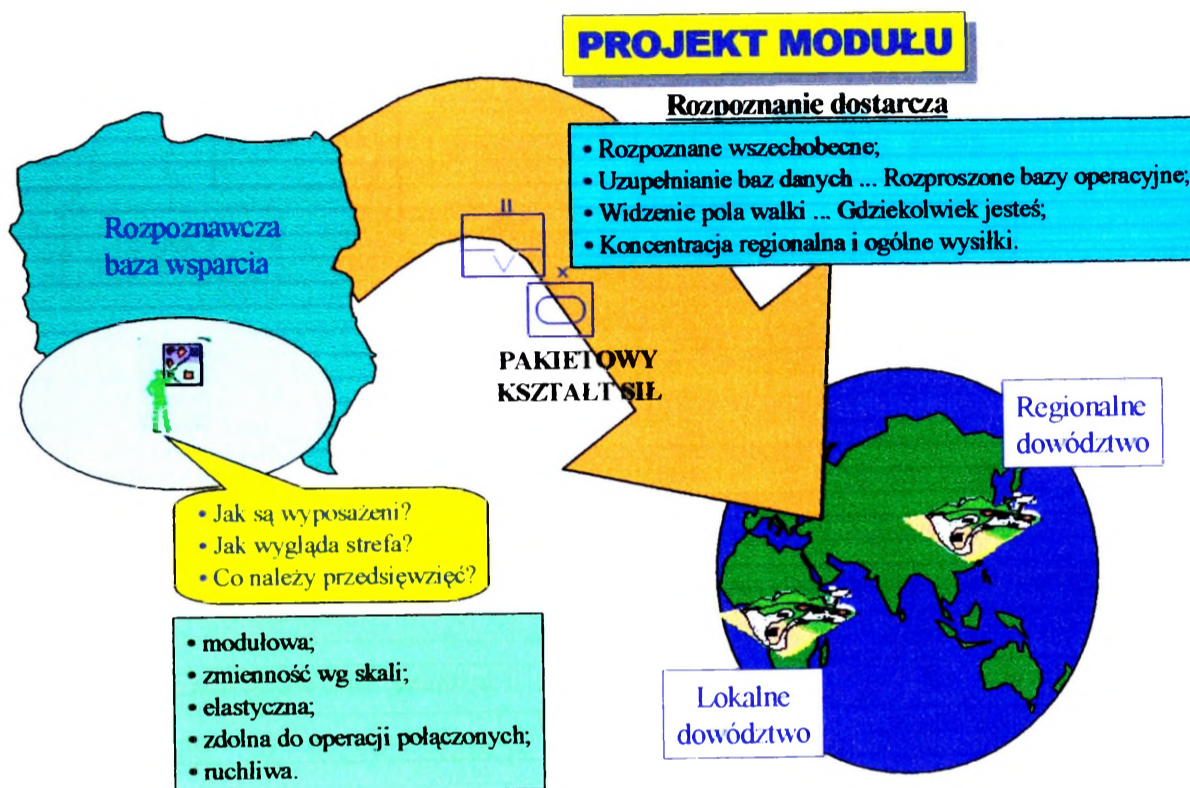 PROJEKT MODUŁU
Rozpoznanie dostarcza
• Rozpoznane wszechobecne;
• Uzupełnianie baz danych ... Rozproszone bazy operacyjne;
• Widzenie pola walki ... Gdziekolwiek jesteś;
• Koncentracja regionalna i ogólne wysiłki.
Rozpoznawcza
baza wsparcia
II
x
PAKIETOWY
KSZTAŁT SIŁ
Regionalne
dowództwo
• Jak są wyposażeni?
• Jak wygląda strefa?
• Co należy przedsięwzięć?
• modułowa;
• zmienność wg skali;
• elastyczna;
• zdolna do operacji połączonych;
• ruchliwa.
Lokalne
dowództwo